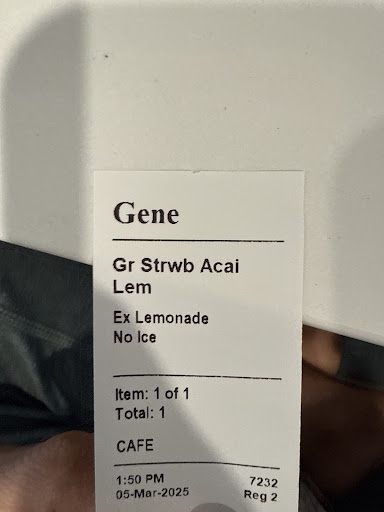 Gene
Gr Strwb Acai
Lem
Ex Lemonade
No Ice
Item: 1 of 1
Total: 1
CAFE
1:50 PM 7232
05-Mar-2025 Reg 2